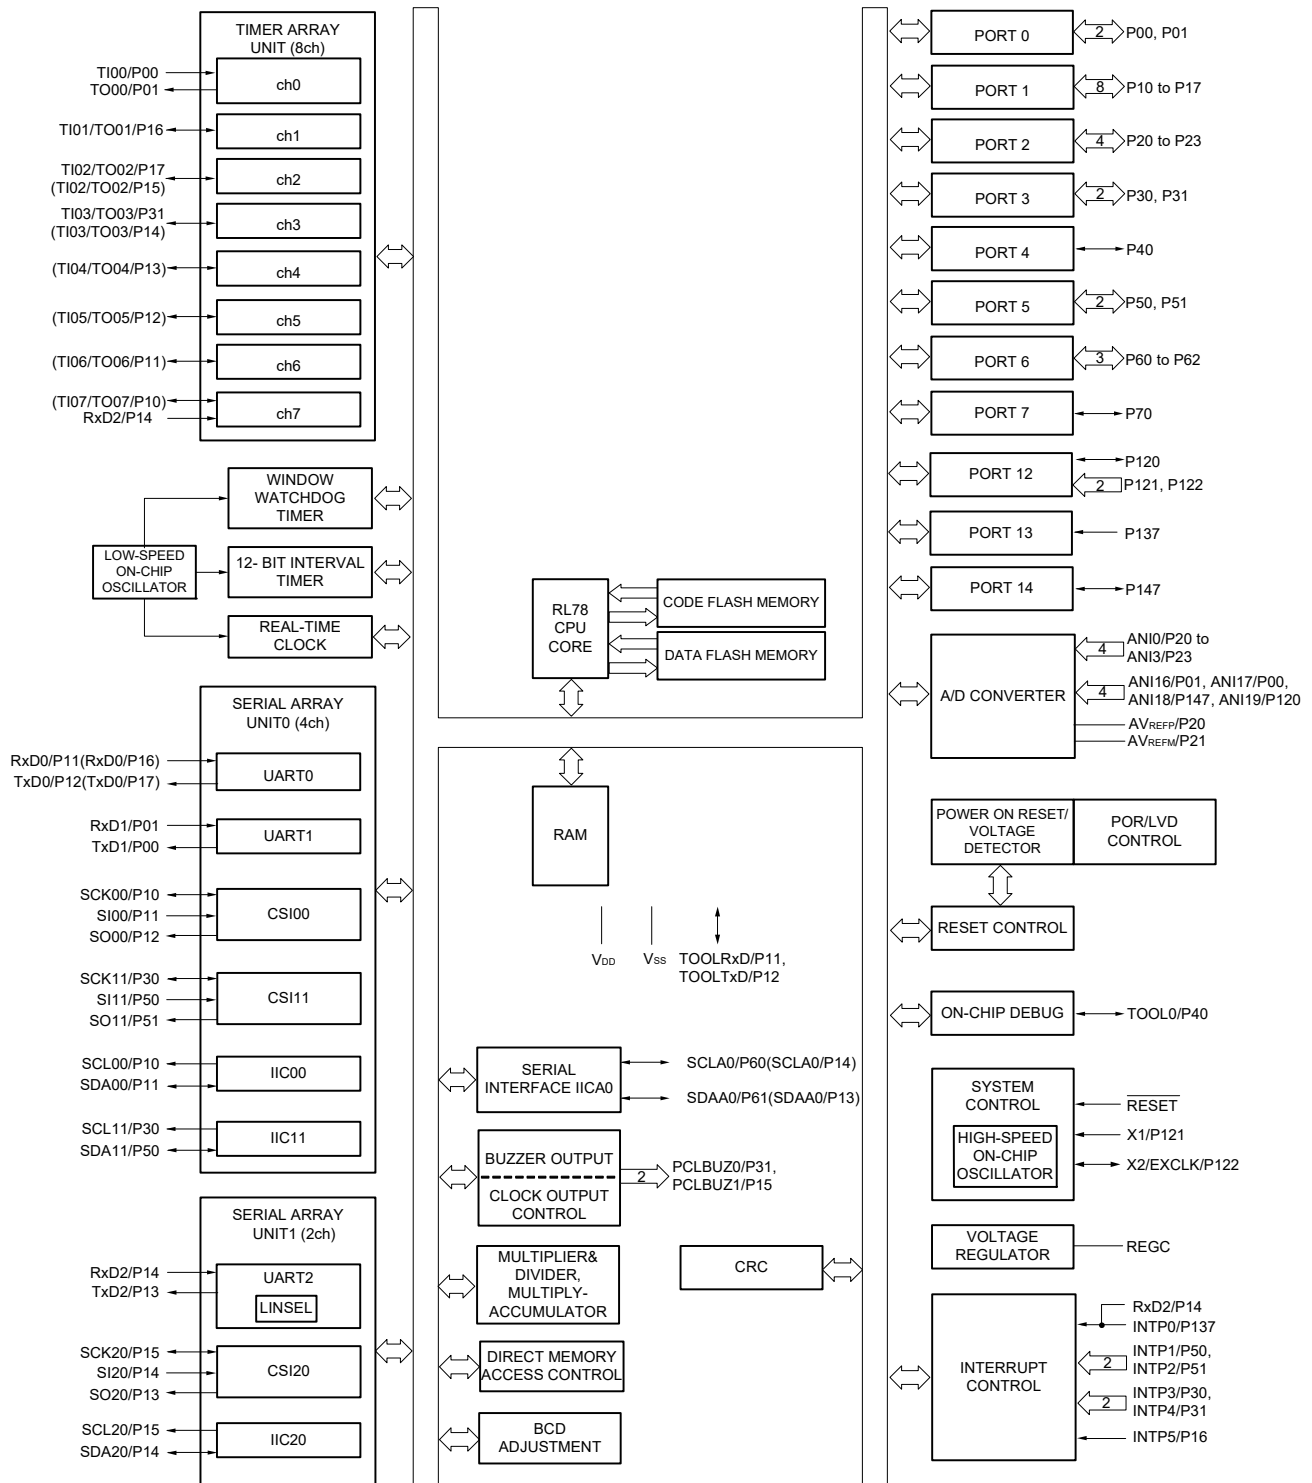 TIMER ARRAY
UNIT (8ch)
TI00/P00
TO00/P01
ch0
TI01/TO01/P16
ch1
TI02/TO02/P17
(TI02/TO02/P15)
ch2
TI03/TO03/P31
(TI03/TO03/P14)
ch3
(TI04/TO04/P13)
ch4
(TI05/TO05/P12)
ch5
(TI06/TO06/P11)
ch6
(TI07/TO07/P10)
RxD2/P14
ch7
WINDOW
WATCHDOG
TIMER
LOW-SPEED
ON-CHIP
OSCILLATOR
12- BIT INTERVAL
TIMER
REAL-TIME
CLOCK
SERIAL ARRAY
UNIT0 (4ch)
RxD0/P11(RxD0/P16)
TxD0/P12(TxD0/P17)
UART0
RxD1/P01
TxD1/P00
UART1
SCK00/P10
SI00/P11
SO00/P12
CSI00
SCK11/P30
SI11/P50
SO11/P51
CSI11
SCL00/P10
SDA00/P11
IIC00
SCL11/P30
SDA11/P50
IIC11
SERIAL ARRAY
UNIT1 (2ch)
RxD2/P14
TxD2/P13
UART2
LINSEL
SCK20/P15
SI20/P14
SO20/P13
CSI20
SCL20/P15
SDA20/P14
IIC20
RL78
CPU
CORE
CODE FLASH MEMORY
DATA FLASH MEMORY
RAM
VDD
VSS
TOOLRxD/P11,
TOOLTxD/P12
SERIAL
INTERFACE IICA0
SCLA0/P60(SCLA0/P14)
SDAA0/P61(SDAA0/P13)
BUZZER OUTPUT
CLOCK OUTPUT
CONTROL
2
PCLBUZ0/P31,
PCLBUZ1/P15
MULTIPLIER&
DIVIDER,
MULTIPLY-
ACCUMULATOR
CRC
DIRECT MEMORY
ACCESS CONTROL
BCD
ADJUSTMENT
PORT 0
2
P00, P01
PORT 1
8
P10 to P17
PORT 2
4
P20 to P23
PORT 3
2
P30, P31
PORT 4
P40
PORT 5
2
P50, P51
PORT 6
3
P60 to P62
PORT 7
P70
PORT 12
P120
2
P121, P122
PORT 13
P137
PORT 14
P147
A/D CONVERTER
4
ANI0/P20 to
ANI3/P23
4
ANI16/P01, ANI17/P00,
ANI18/P147, ANI19/P120
AVREFP/P20
AVREFM/P21
POWER ON RESET/
VOLTAGE
DETECTOR
POR/LVD
CONTROL
RESET CONTROL
ON-CHIP DEBUG
TOOL0/P40
SYSTEM
CONTROL
HIGH-SPEED
ON-CHIP
OSCILLATOR
RESET
X1/P121
X2/EXCLK/P122
VOLTAGE
REGULATOR
REGC
INTERRUPT
CONTROL
RxD2/P14
INTP0/P137
2
INTP1/P50,
INTP2/P51
2
INTP3/P30,
INTP4/P31
INTP5/P16